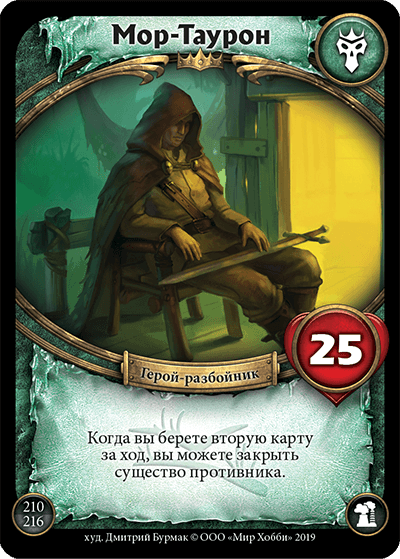 Мор-Таурон
25
Герой-разбойник
Когда вы берете вторую карту
за ход, вы можете закрыть
существо противника.
210
216
худ. Дмитрий Бурмак © ООО «Мир Хобби» 2019